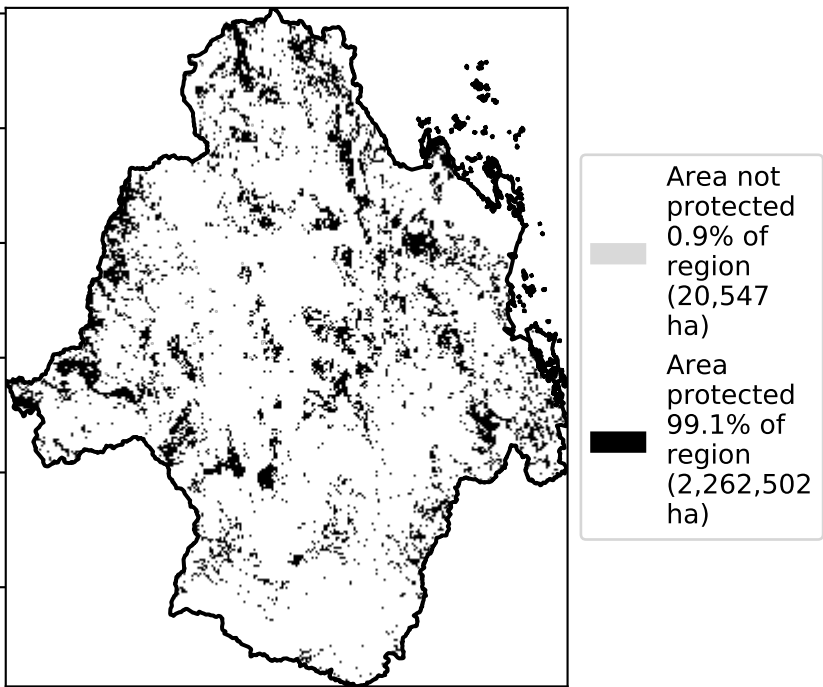 Area not
protected
0.9% of
region
(20,547
ha)
Area
protected
99.1% of
region
(2,262,502
ha)